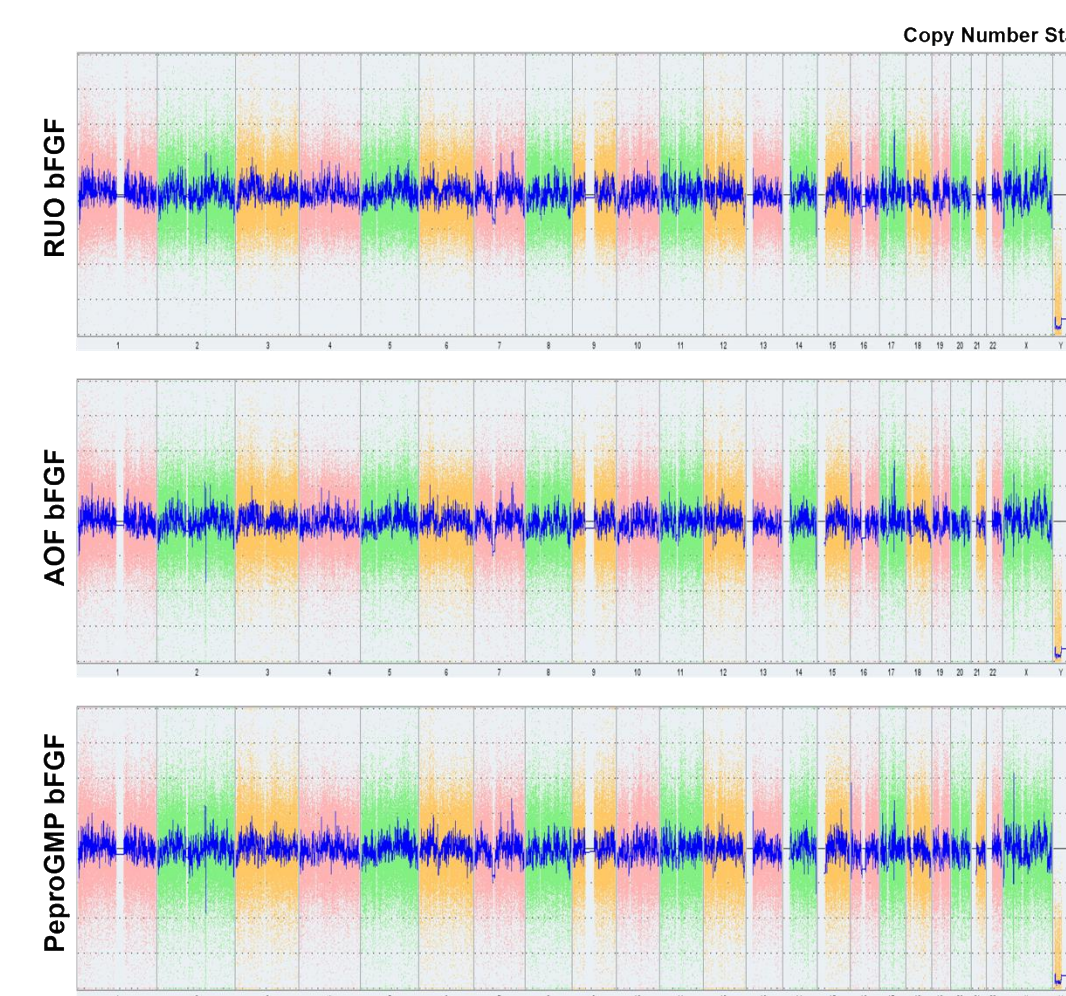 Copy Number Sta
RUO bFGF
1 2 3 4 5 6 7 8 9 10 11 12 13 14 15 16 17 18 19 20 21 22 X Y
AOF bFGF
1 2 3 4 5 6 7 8 9 10 11 12 13 14 15 16 17 18 19 20 21 22 X Y
PeproGMP bFGF